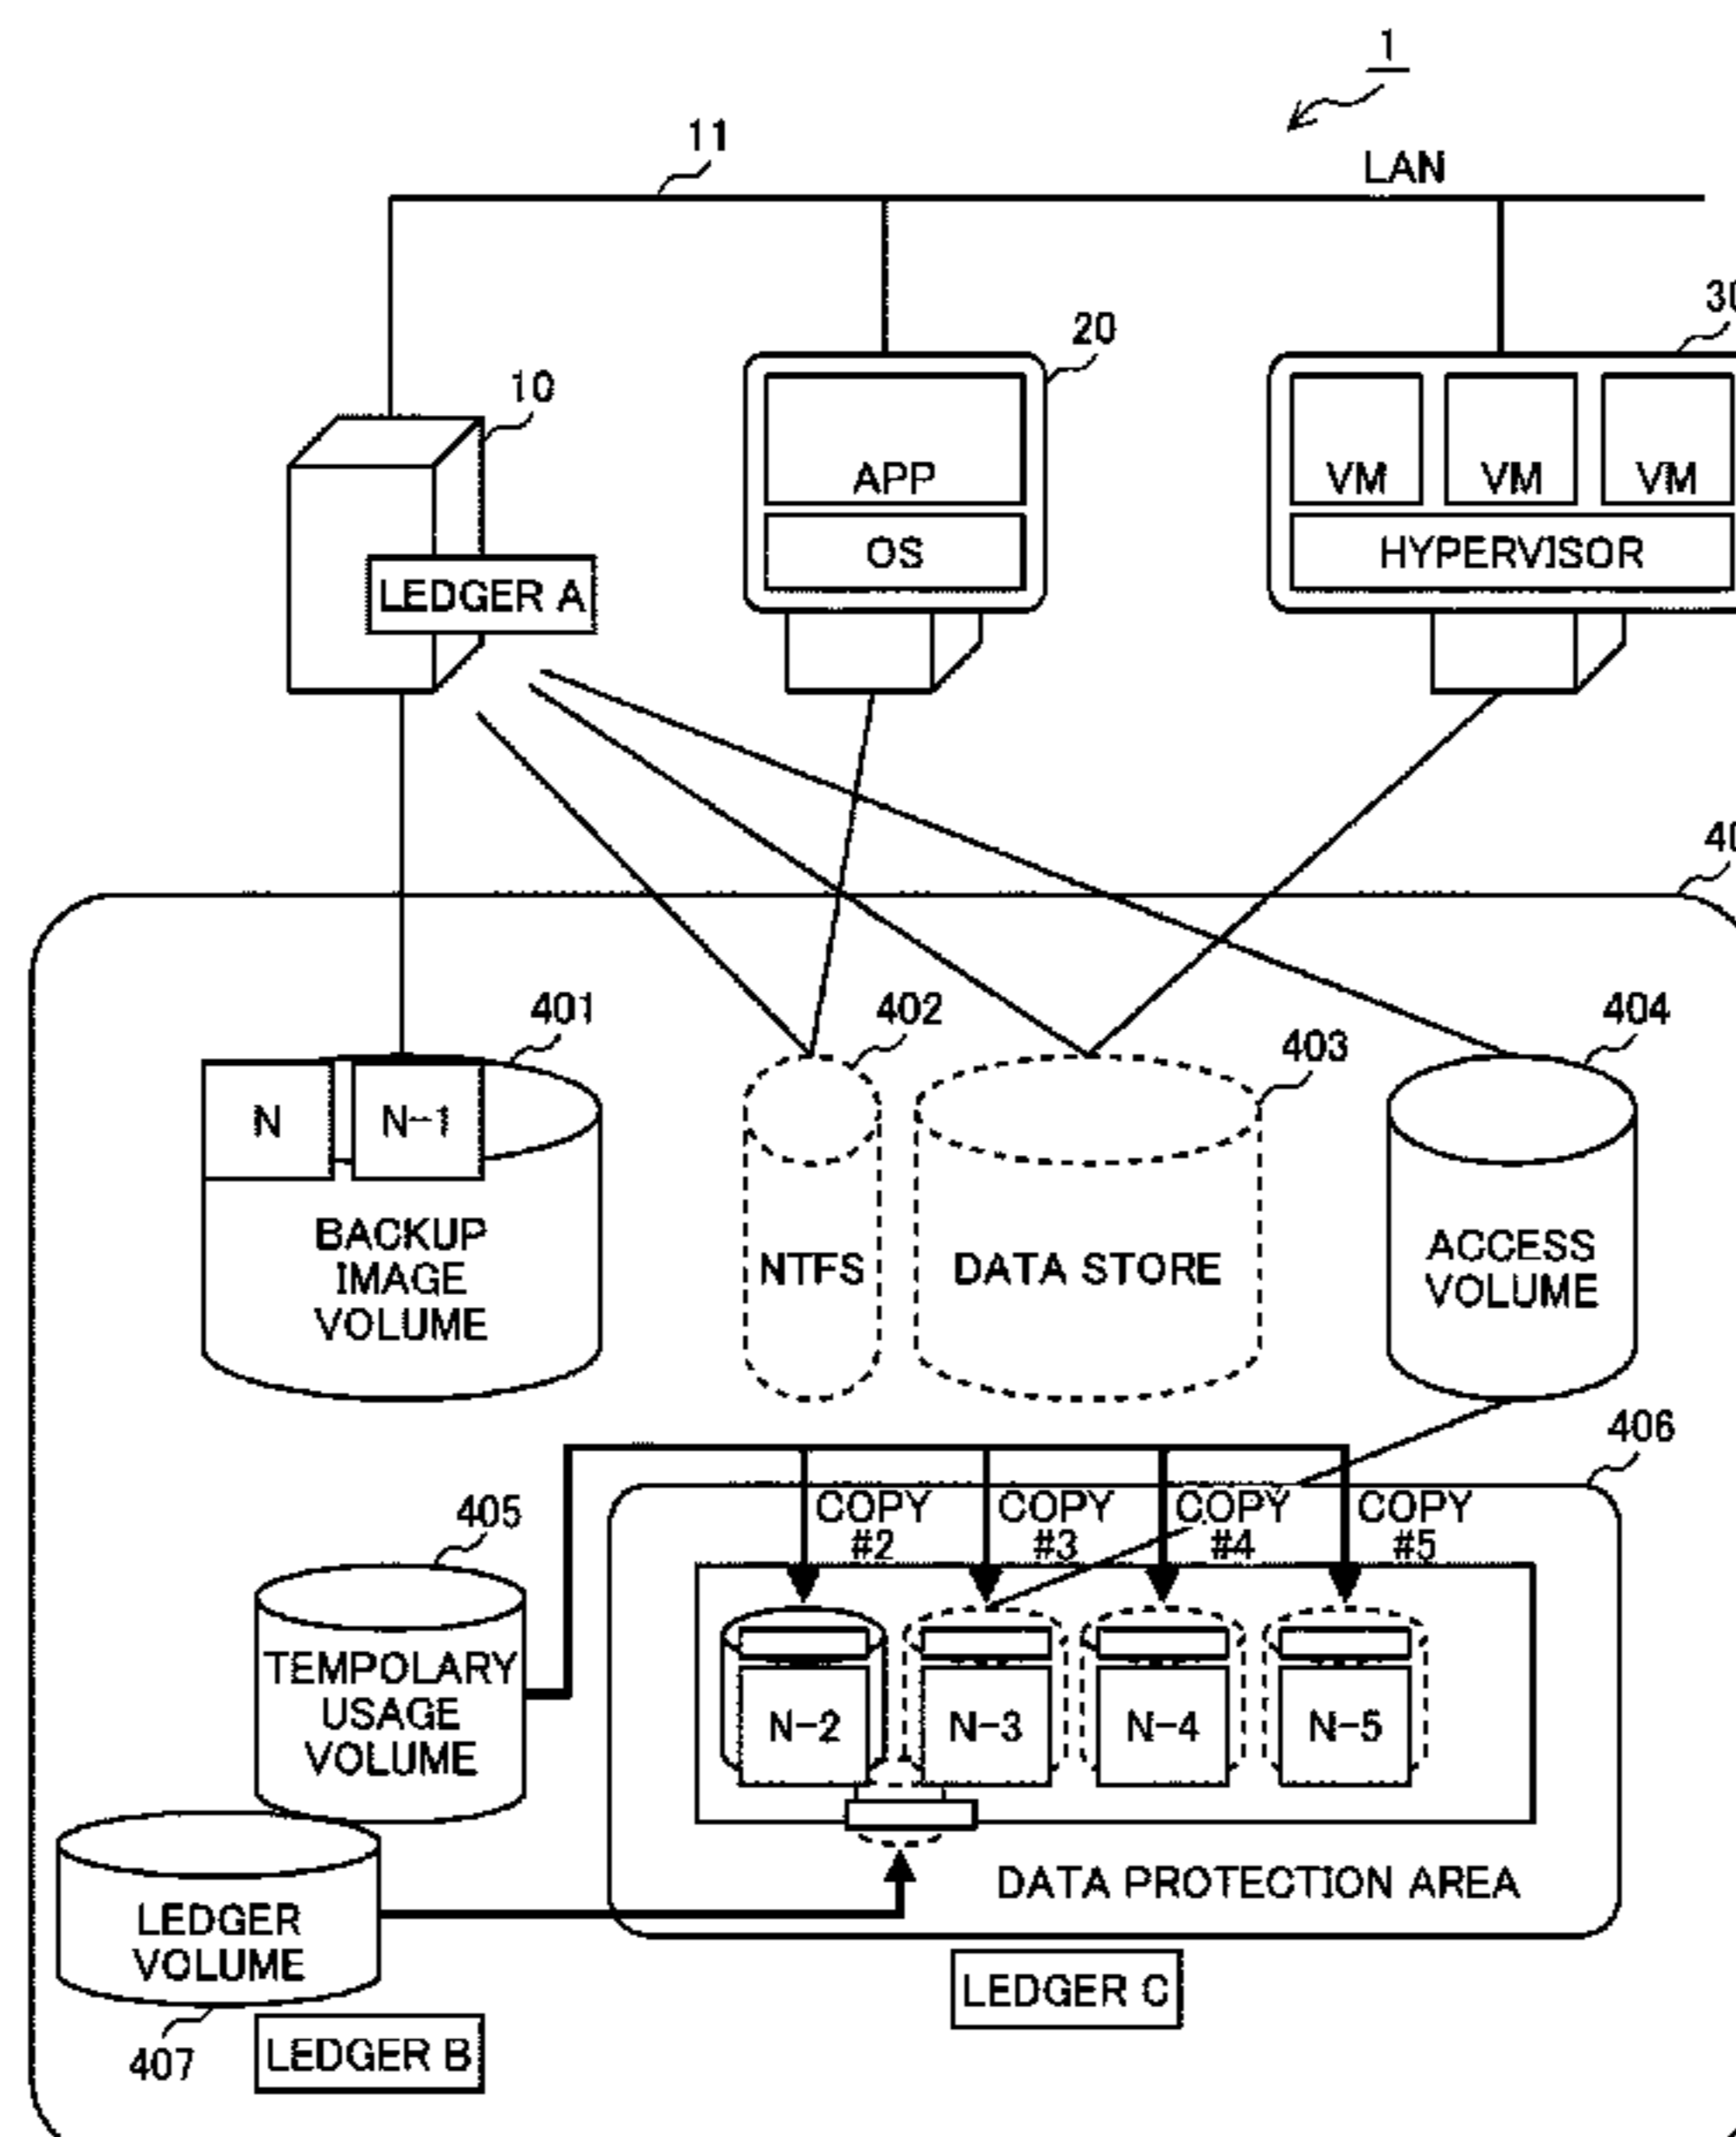 1
11
LAN
30
20
10
APP
VM
VM
VM
OS
HYPERVISOR
LEDGER A
40
401
402
403
404
N
N-1
BACKUP
IMAGE
VOLUME
NTFS
DATA STORE
ACCESS
VOLUME
406
405
COPY
#2
COPY
#3
COPY
#4
COPY
#5
TEMPOLARY
USAGE
VOLUME
N-2
N-3
N-4
N-5
LEDGER
VOLUME
DATA PROTECTION AREA
LEDGER C
407
LEDGER B